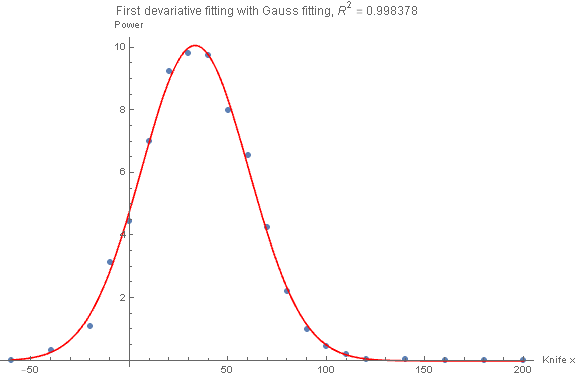 First devariative fitting with Gauss fitting, R² = 0.998378
Power
10
8
6
4
2
-50 50 100 150 200 Knife x